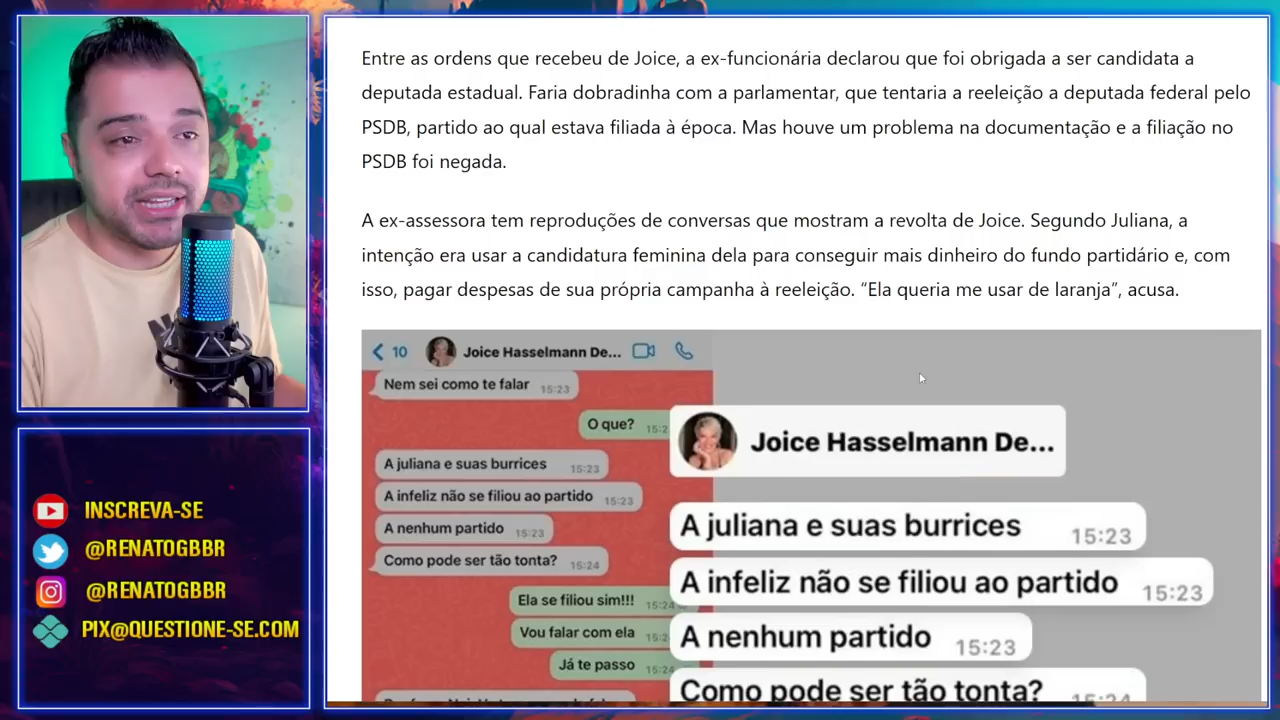 Entre as ordens que recebeu de Joice, a ex-funcionária declarou que foi obrigada a ser candidata a
deputada estadual. Faria dobradinha com a parlamentar, que tentaria a reeleição a deputada federal pelo
PSDB, partido ao qual estava filiada à época. Mas houve um problema na documentação e a filiação no
PSDB foi negada.
A ex-assessora tem reproduções de conversas que mostram a revolta de Joice. Segundo Juliana, a
intenção era usar a candidatura feminina dela para conseguir mais dinheiro do fundo partidário e, com
isso, pagar despesas de sua própria campanha à reeleição. “Ela queria me usar de laranja”, acusa.
10 Joice Hasselmann De...
Nem sei como te falar 15:23
O que? 15:2
A juliana e suas burrices 15:23
A infeliz não se filiou ao partido 15:23
A nenhum partido 15:23
Como pode ser tão tonta? 15:24
Ela se filiou sim!!! 15:24
Vou falar com ela 15:2
Já te passo 15:24
Joice Hasselmann De...
A juliana e suas burrices 15:23
A infeliz não se filiou ao partido 15:23
A nenhum partido 15:23
Como pode ser tão tonta? 15:24
INSCREVA-SE
@RENATOGBBR
@RENATOGBBR
PIX@QUESTIONE-SE.COM